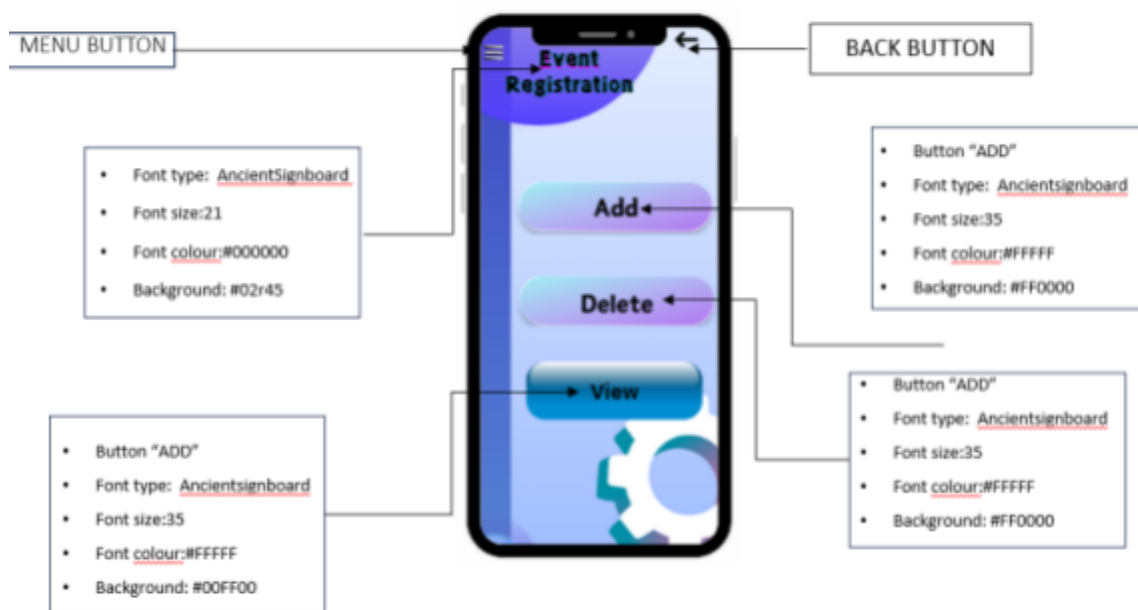 MENU BUTTON
BACK BUTTON
Event
Registration
• Font type: AncientSignboard
• Font size:21
• Font colour:#000000
• Background: #02r45
• Button “ADD”
• Font type: Ancientsignboard
• Font size:35
• Font colour:#FFFFF
• Background: #FF0000
Add
Delete
View
• Button “ADD”
• Font type: Ancientsignboard
• Font size:35
• Font colour:#FFFFF
• Background: #FF0000
• Button “ADD”
• Font type: Ancientsignboard
• Font size:35
• Font colour:#FFFFF
• Background: #00FF00